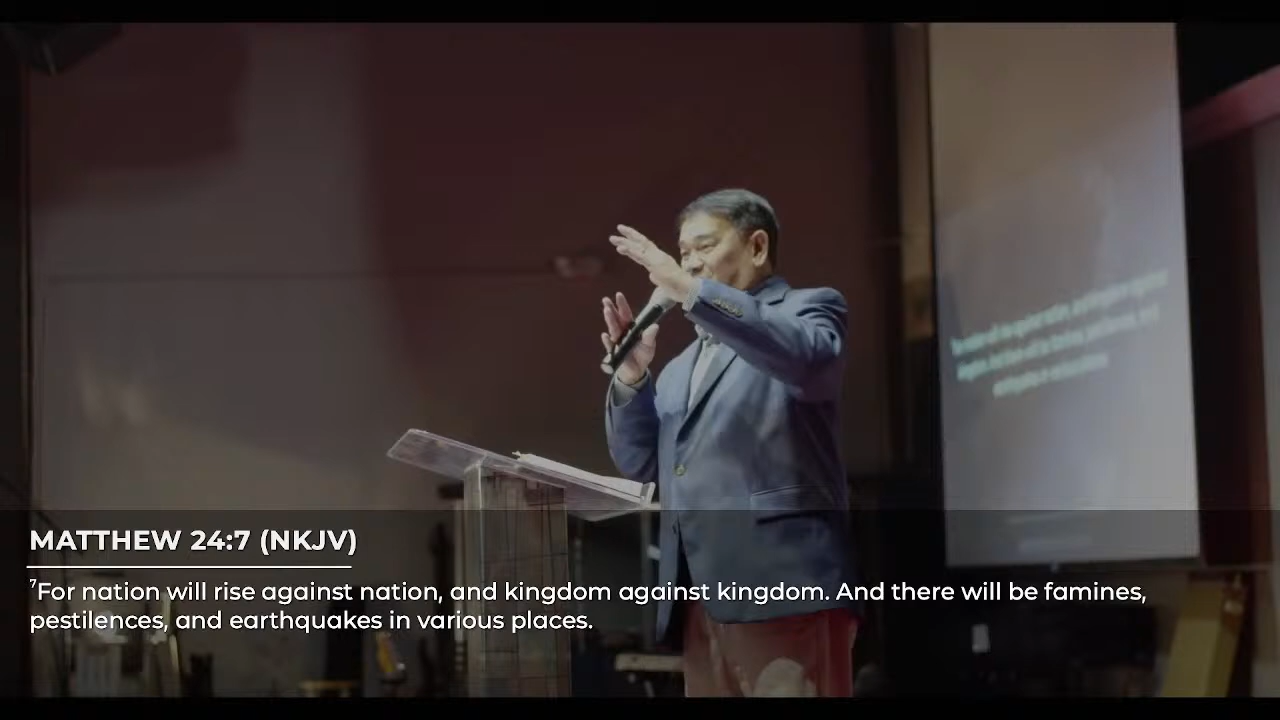 MATTHEW 24:7 (NKJV)
⁷For nation will rise against nation, and kingdom against kingdom. And there will be famines,
pestilences, and earthquakes in various places.